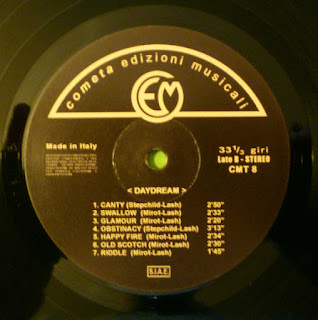 cometa edizioni musicali
CEM
Made in Italy
33 1/3 giri
Lato B - STEREO
CMT 8
< DAYDREAM >
1. CANTY (Stepchild-Lash) 2'50"
2. SWALLOW (Mirot-Lash) 2'33"
3. GLAMOUR (Mirot-Lash) 2'20"
4. OBSTINACY (Stepchild-Lash) 3'13"
5. HAPPY FIRE (Mirot-Lash) 2'34"
6. OLD SCOTCH (Mirot-Lash) 2'30"
7. RIDDLE (Mirot-Lash) 1'45"
S.I.A.E.